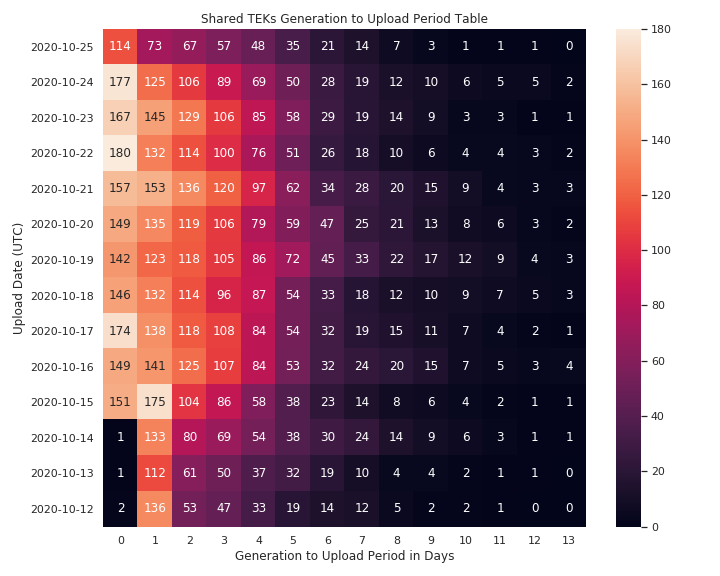 Shared TEKs Generation to Upload Period Table
Upload Date (UTC)
2020-10-25 114 73 67 57 48 35 21 14 7 3 1 1 1 0
2020-10-24 177 125 106 89 69 50 28 19 12 10 6 5 5 2
2020-10-23 167 145 129 106 85 58 29 19 14 9 3 3 1 1
2020-10-22 180 132 114 100 76 51 26 18 10 6 4 4 3 2
2020-10-21 157 153 136 120 97 62 34 28 20 15 9 4 3 3
2020-10-20 149 135 119 106 79 59 47 25 21 13 8 6 3 2
2020-10-19 142 123 118 105 86 72 45 33 22 17 12 9 4 3
2020-10-18 146 132 114 96 87 54 33 18 12 10 9 7 5 3
2020-10-17 174 138 118 108 84 54 32 19 15 11 7 4 2 1
2020-10-16 149 141 125 107 84 53 32 24 20 15 7 5 3 4
2020-10-15 151 175 104 86 58 38 23 14 8 6 4 2 1 1
2020-10-14 1 133 80 69 54 38 30 24 14 9 6 3 1 1
2020-10-13 1 112 61 50 37 32 19 10 4 4 2 1 1 0
2020-10-12 2 136 53 47 33 19 14 12 5 2 2 1 0 0
0 1 2 3 4 5 6 7 8 9 10 11 12 13
Generation to Upload Period in Days
180
160
140
120
100
80
60
40
20
0